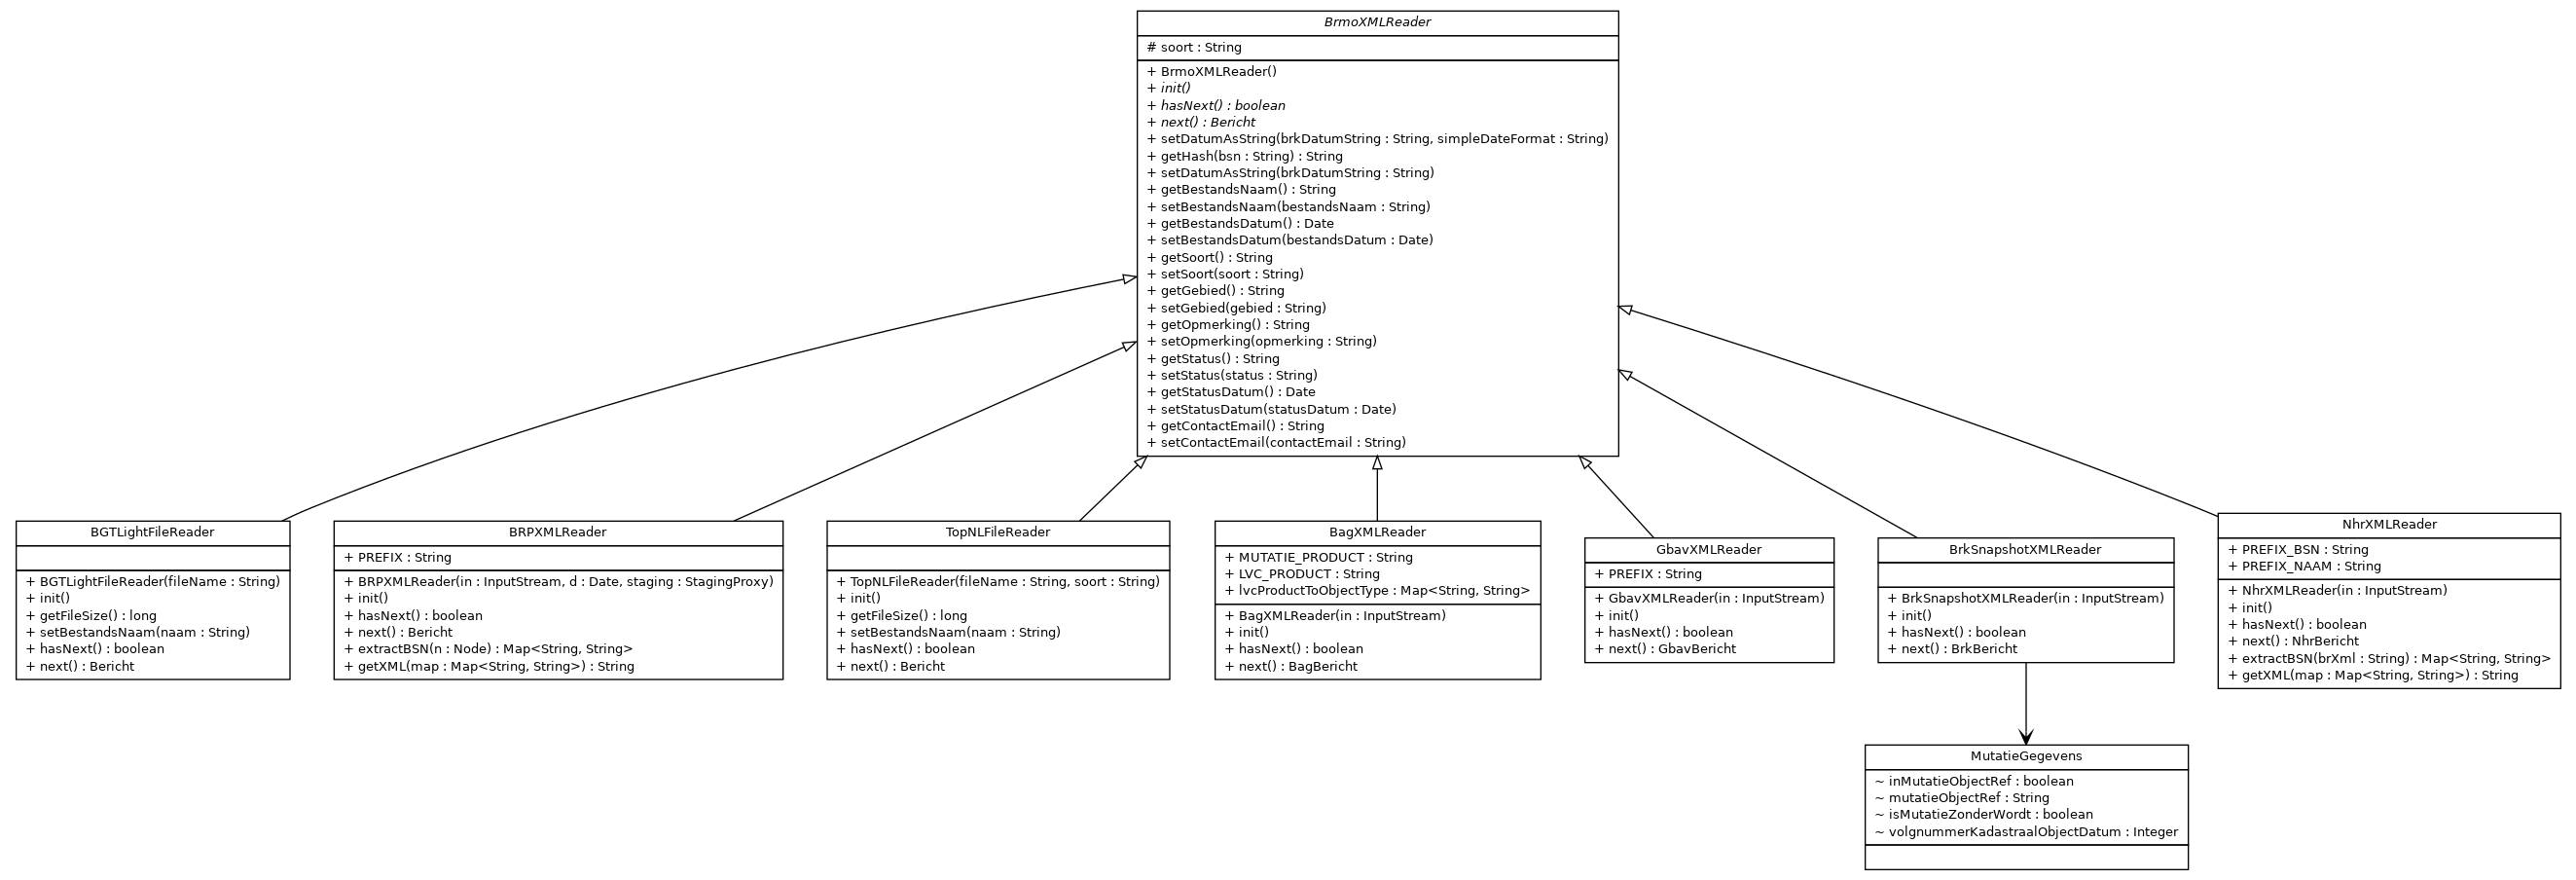 BrmoXMLReader
# soort : String
+ BrmoXMLReader()
+ init()
+ hasNext() : boolean
+ next() : Bericht
+ setDatumAsString(brkDatumString : String, simpleDateFormat : String)
+ getHash(bsn : String) : String
+ setDatumAsString(brkDatumString : String)
+ getBestandsNaam() : String
+ setBestandsNaam(bestandsNaam : String)
+ getBestandsDatum() : Date
+ setBestandsDatum(bestandsDatum : Date)
+ getSoort() : String
+ setSoort(soort : String)
+ getGebied() : String
+ setGebied(gebied : String)
+ getOpmerking() : String
+ setOpmerking(opmerking : String)
+ getStatus() : String
+ setStatus(status : String)
+ getStatusDatum() : Date
+ setStatusDatum(statusDatum : Date)
+ getContactEmail() : String
+ setContactEmail(contactEmail : String)
BGTLightFileReader
+ BGTLightFileReader(fileName : String)
+ init()
+ getFileSize() : long
+ setBestandsNaam(naam : String)
+ hasNext() : boolean
+ next() : Bericht
BRPXMLReader
+ PREFIX : String
+ BRPXMLReader(in : InputStream, d : Date, staging : StagingProxy)
+ init()
+ hasNext() : boolean
+ next() : Bericht
+ extractBSN(n : Node) : Map<String, String>
+ getXML(map : Map<String, String>) : String
TopNLFileReader
+ TopNLFileReader(fileName : String, soort : String)
+ init()
+ getFileSize() : long
+ setBestandsNaam(naam : String)
+ hasNext() : boolean
+ next() : Bericht
BagXMLReader
+ MUTATIE_PRODUCT : String
+ LVC_PRODUCT : String
+ lvcProductToObjectType : Map<String, String>
+ BagXMLReader(in : InputStream)
+ init()
+ hasNext() : boolean
+ next() : BagBericht
GbavXMLReader
+ PREFIX : String
+ GbavXMLReader(in : InputStream)
+ init()
+ hasNext() : boolean
+ next() : GbavBericht
BrkSnapshotXMLReader
+ BrkSnapshotXMLReader(in : InputStream)
+ init()
+ hasNext() : boolean
+ next() : BrkBericht
NhrXMLReader
+ PREFIX_BSN : String
+ PREFIX_NAAM : String
+ NhrXMLReader(in : InputStream)
+ init()
+ hasNext() : boolean
+ next() : NhrBericht
+ extractBSN(brXml : String) : Map<String, String>
+ getXML(map : Map<String, String>) : String
MutatieGegevens
~ inMutatieObjectRef : boolean
~ mutatieObjectRef : String
~ isMutatieZonderWordt : boolean
~ volgnummerKadastraalObjectDatum : Integer